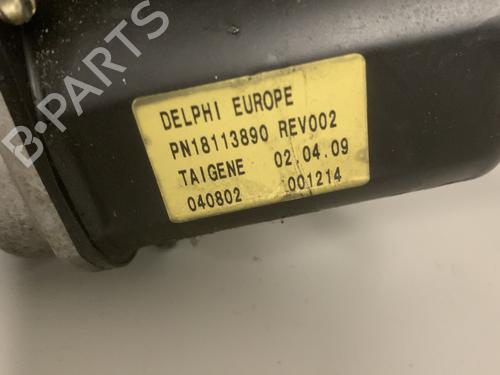 B-PARTS
DELPHI EUROPE
PN18113890 REV002
TAIGENE 02.04.09
040802 001214